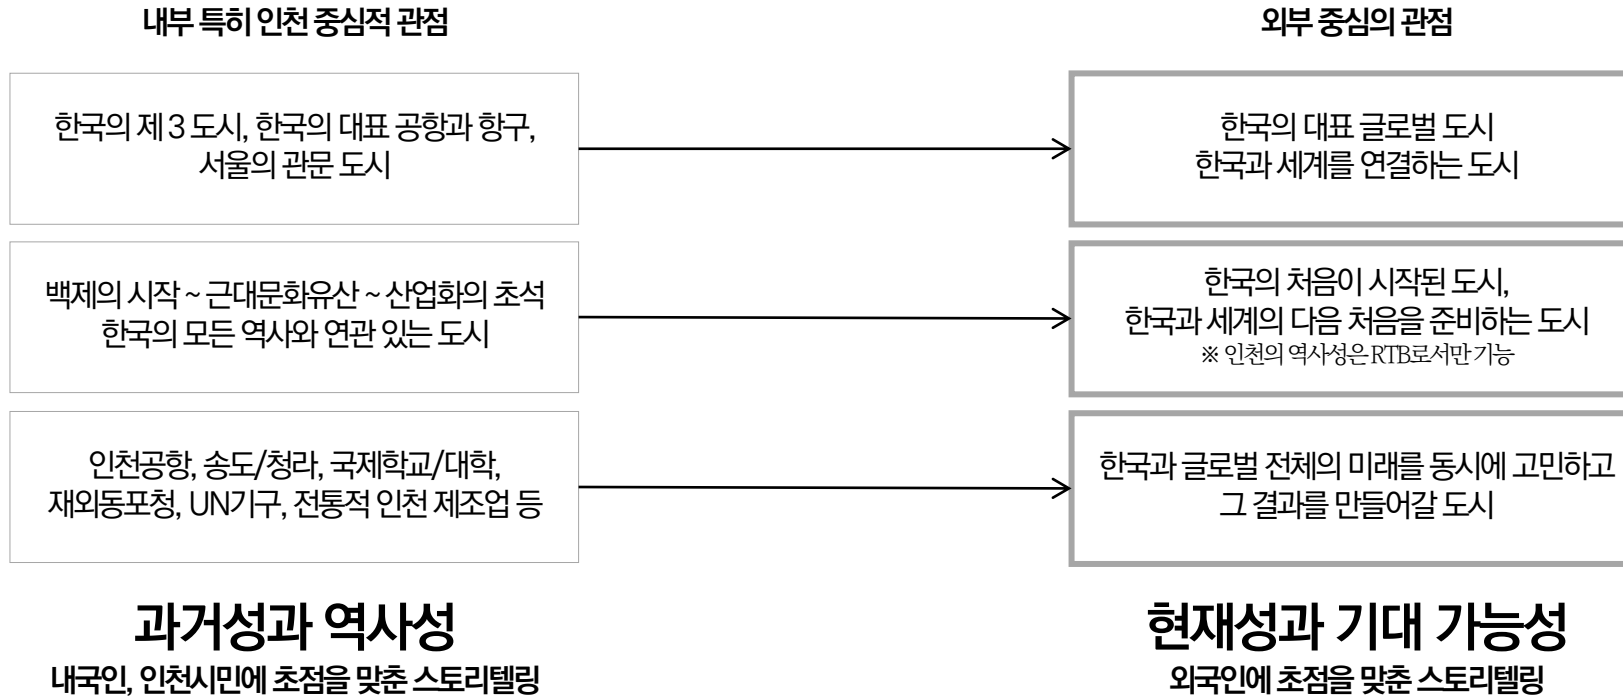 내부 특히 인천 중심적 관점
외부 중심의 관점
한국의 제 3 도시, 한국의 대표 공항과 항구,
서울의 관문 도시
한국의 대표 글로벌 도시
한국과 세계를 연결하는 도시
백제의 시작 ~ 근대문화유산 ~ 산업화의 초석
한국의 모든 역사와 연관 있는 도시
한국의 처음이 시작된 도시,
한국과 세계의 다음 처음을 준비하는 도시
※ 인천의 역사성은 RTB로서만 기능
인천공항, 송도/청라, 국제학교/대학,
재외동포청, UN기구, 전통적 인천 제조업 등
한국과 글로벌 전체의 미래를 동시에 고민하고
그 결과를 만들어갈 도시
과거성과 역사성
내국인, 인천시민에 초점을 맞춘 스토리텔링
현재성과 기대 가능성
외국인에 초점을 맞춘 스토리텔링